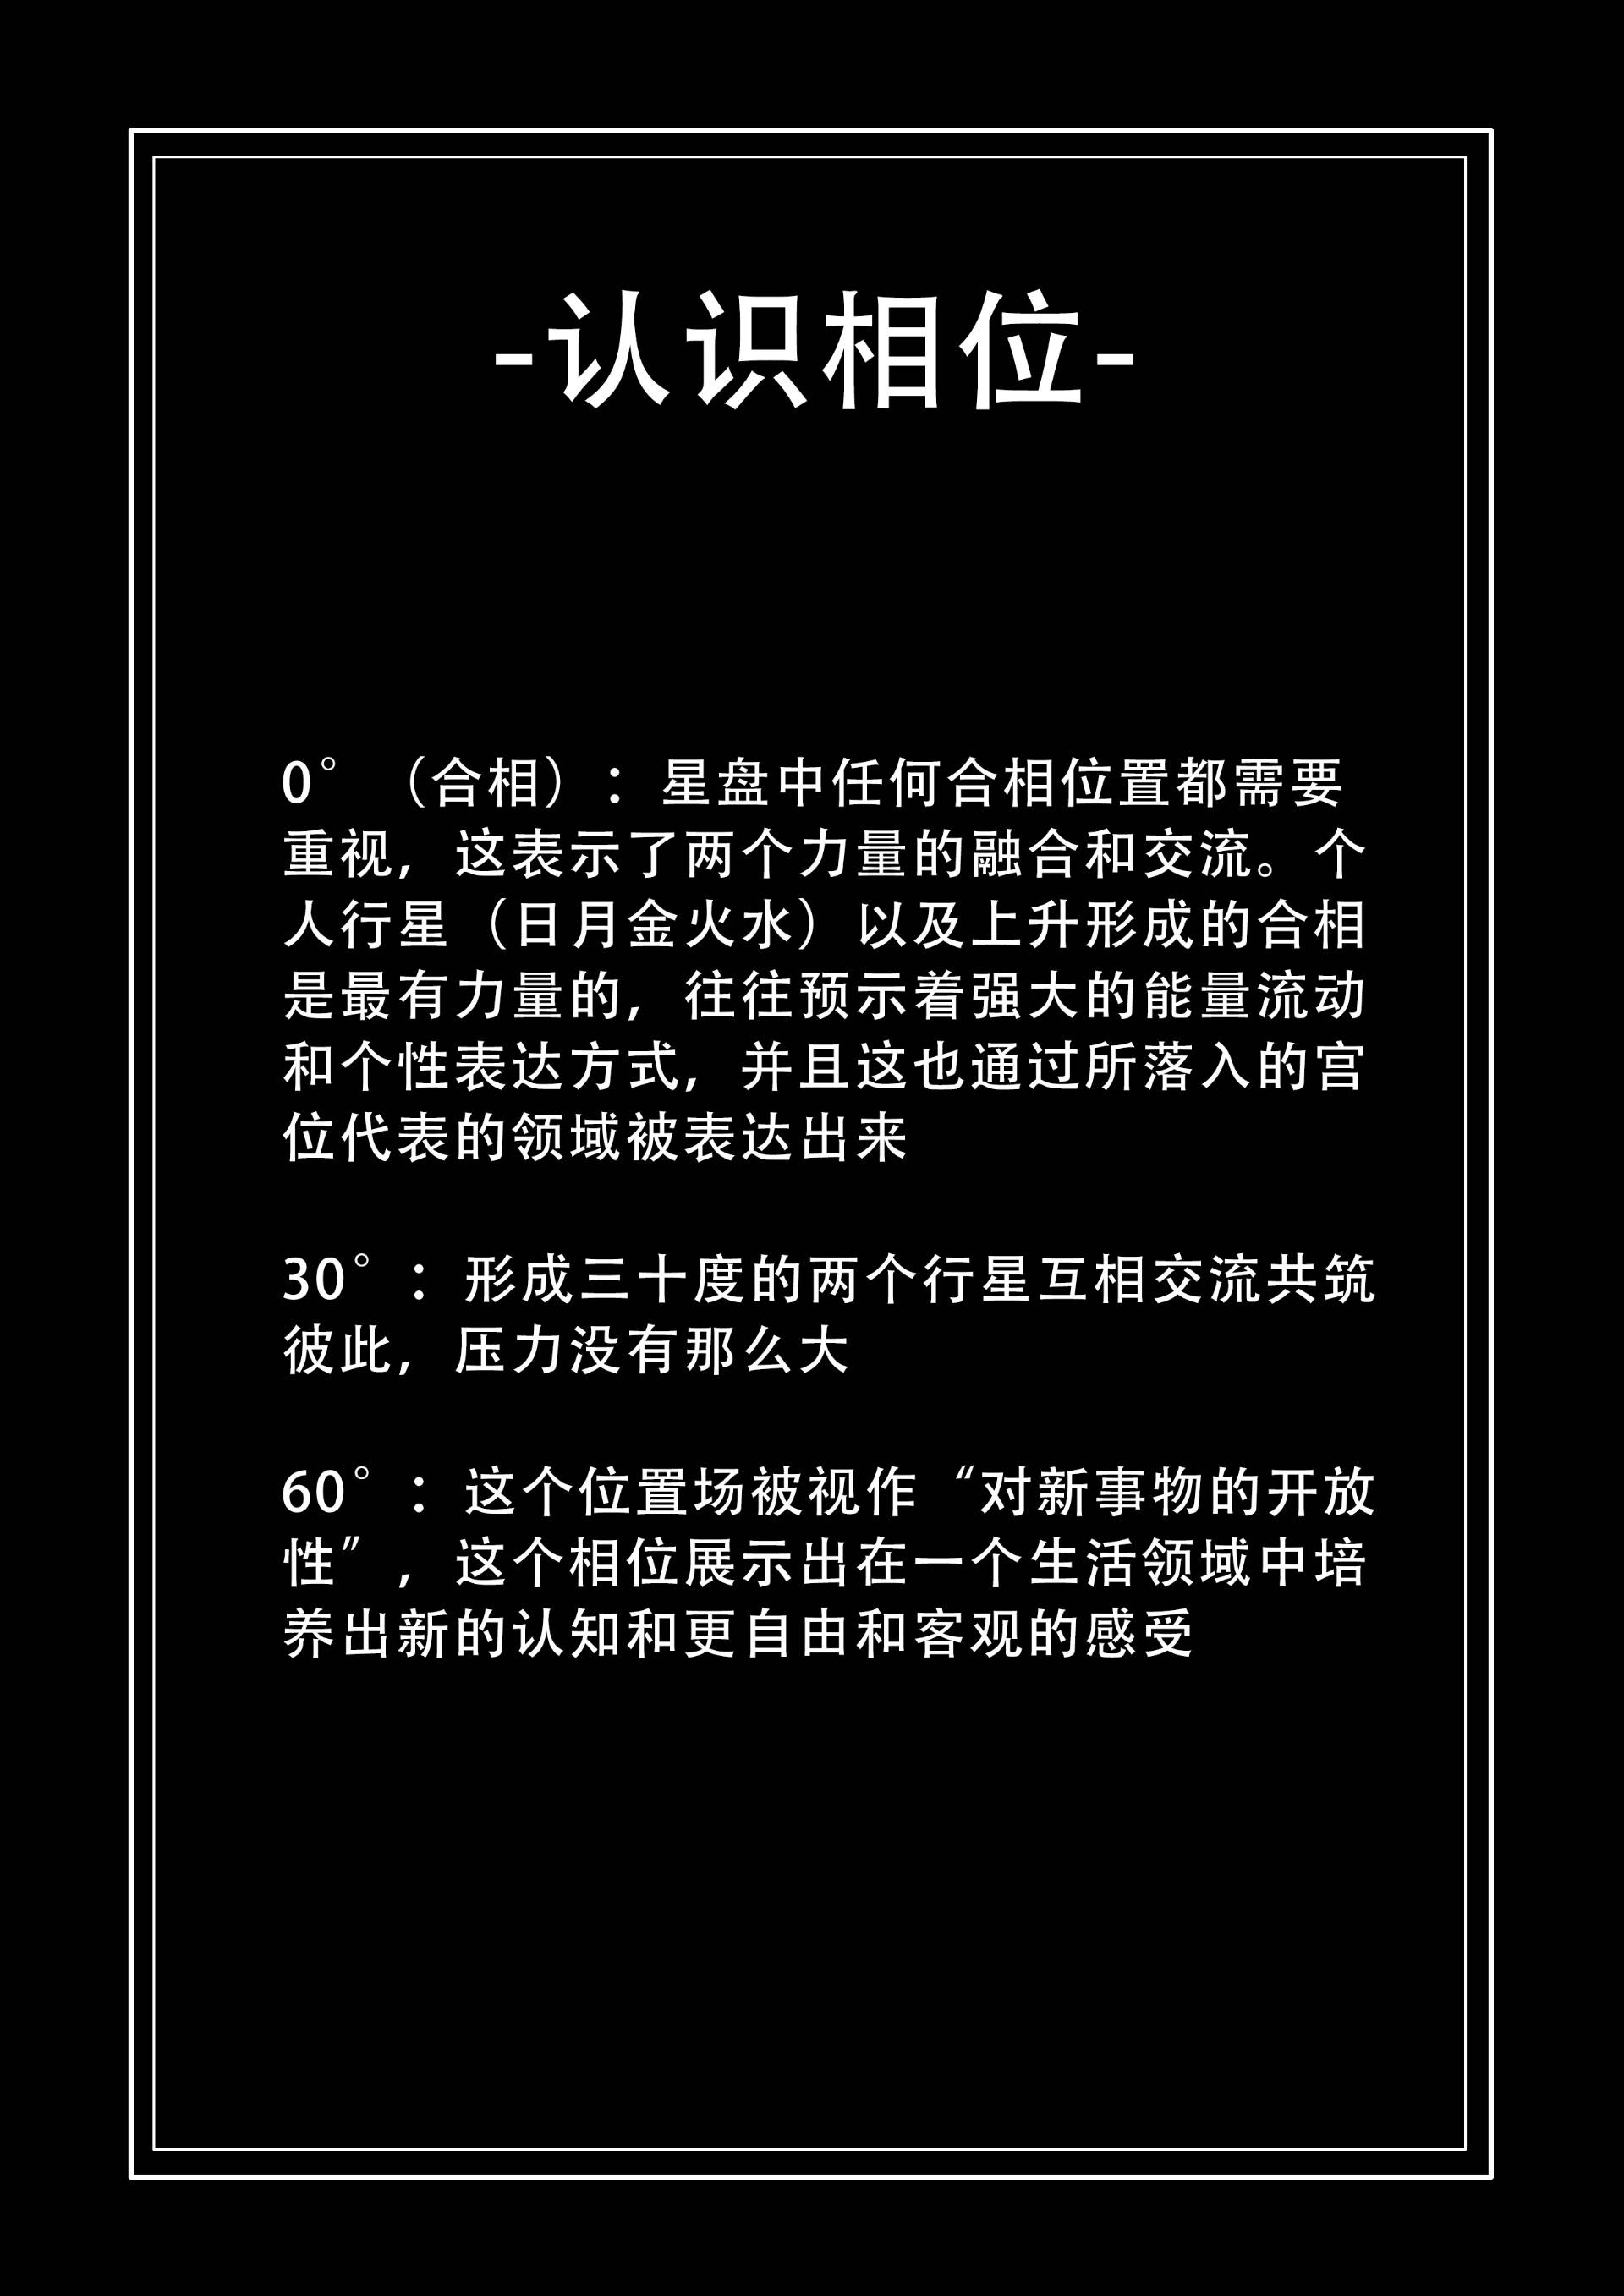 -认识相位-
0°（合相）：星盘中任何合相位置都需要
重视，这表示了两个力量的融合和交流。个
人行星（日月金火水）以及上升形成的合相
是最有力量的，往往预示着强大的能量流动
和个性表达方式，并且这也通过所落入的宫
位代表的领域被表达出来
30°：形成三十度的两个行星互相交流共筑
彼此，压力没有那么大
60°：这个位置场被视作“对新事物的开放
性”，这个相位展示出在一个生活领域中培
养出新的认知和更自由和客观的感受